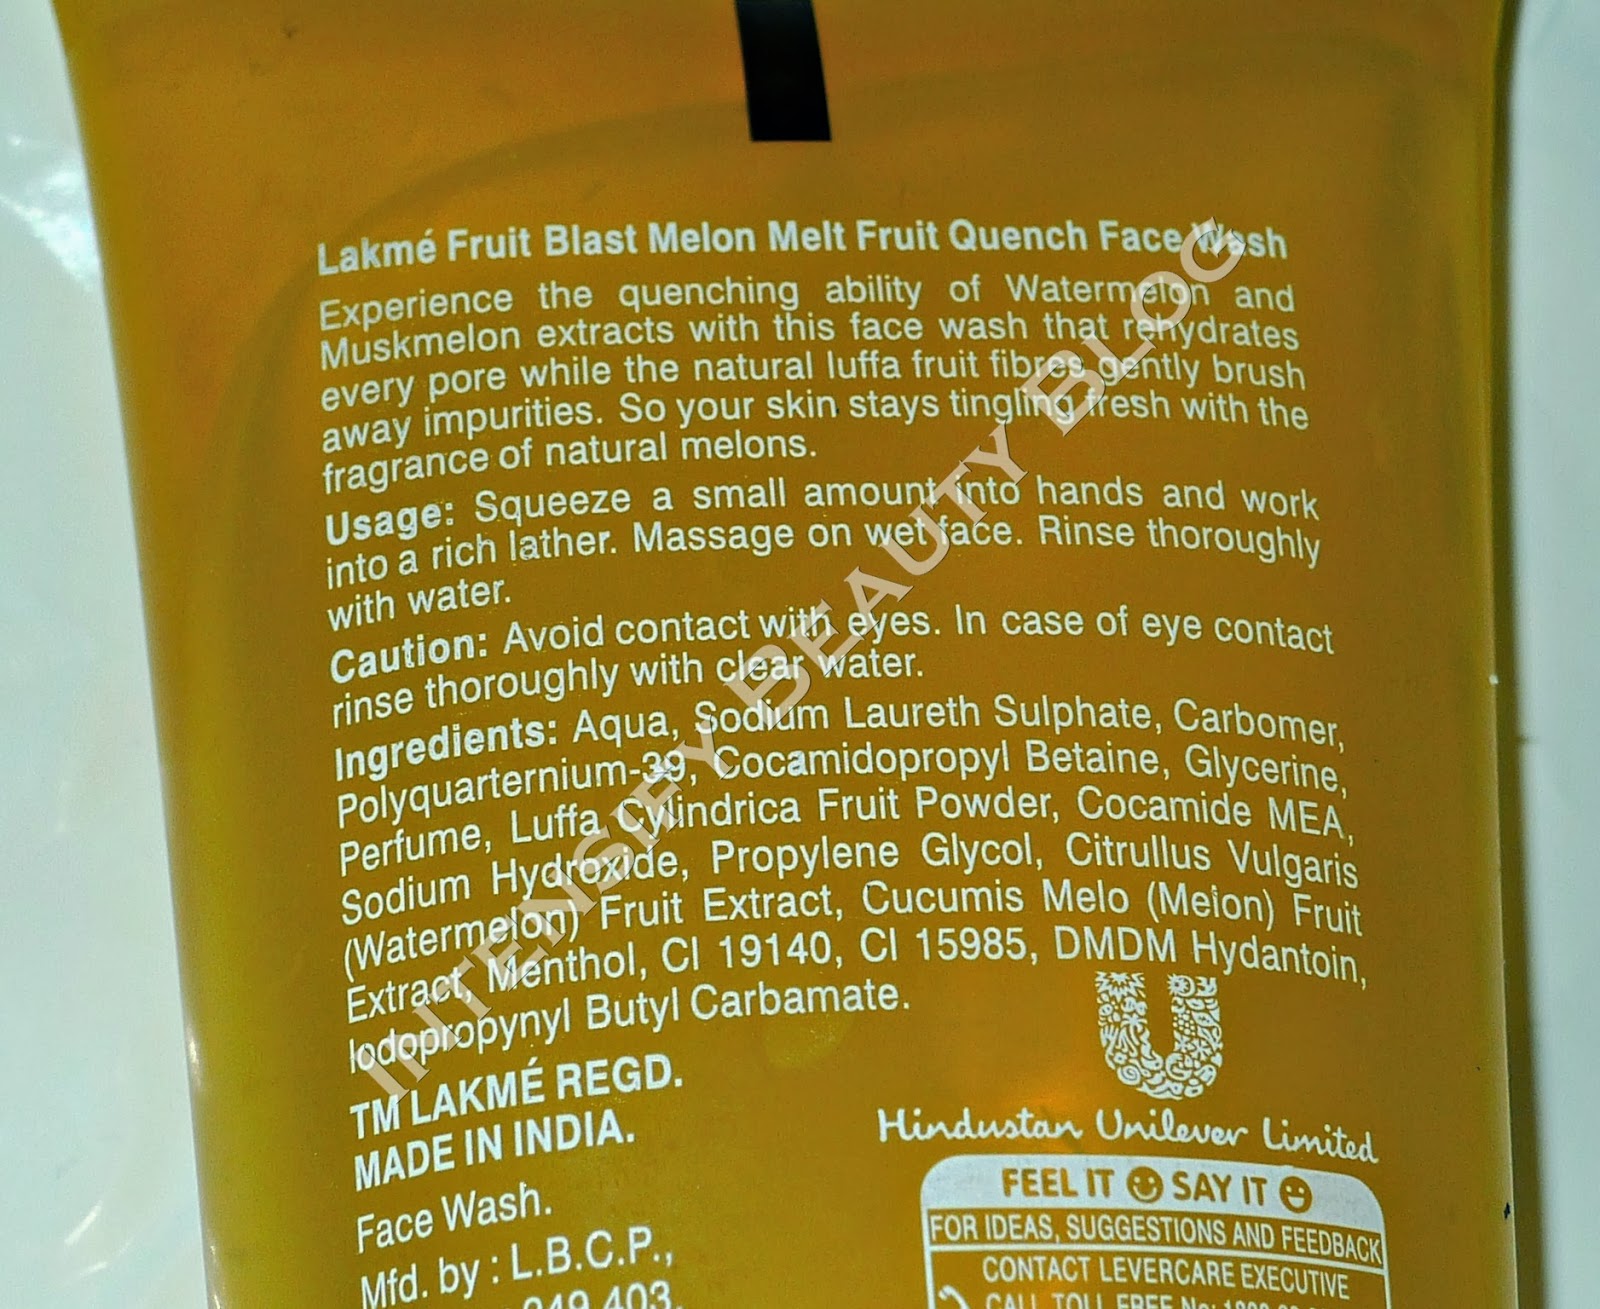 Lakmé Fruit Blast Melon Melt Fruit Quench Face Wash
Experience the quenching ability of Watermelon and
Muskmelon extracts with this face wash that rehydrates
every pore while the natural luffa fruit fibres gently brush
away impurities. So your skin stays tingling fresh with the
fragrance of natural melons.
Usage: Squeeze a small amount into hands and work
into a rich lather. Massage on wet face. Rinse thoroughly
with water.
Caution: Avoid contact with eyes. In case of eye contact
rinse thoroughly with clear water.
Ingredients: Aqua, Sodium Laureth Sulphate, Carbomer,
Polyquarternium-39, Cocamidopropyl Betaine, Glycerine,
Perfume, Luffa Cylindrica Fruit Powder, Cocamide MEA,
Sodium Hydroxide, Propylene Glycol, Citrullus Vulgaris
(Watermelon) Fruit Extract, Cucumis Melo (Melon) Fruit
Extract, Menthol, CI 19140, CI 15985, DMDM Hydantoin,
Iodopropynyl Butyl Carbamate.
TM LAKMÉ REGD.
MADE IN INDIA.
Face Wash.
Mfd. by : L.B.C.P.,
403.
Hindustan Unilever Limited
FEEL IT SAY IT
FOR IDEAS, SUGGESTIONS AND FEEDBACK
CONTACT LEVERCARE EXECUTIVE
CALL TOLL FREE No:
INTENSIFY BEAUTY BLOG